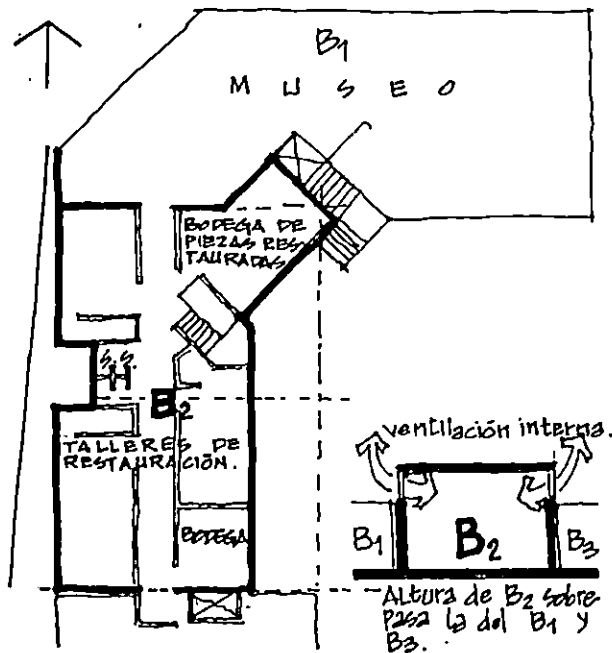 B1
MUSEO
BODEGA DE
PIEZAS RES
TAURADAS
S.S.
B2
TALLERES DE
RESTAURACIÓN.
BODEGA
ventilación interna.
B1
B2
B3
Altura de B2 sobre
pasa la del B1 y
B3.